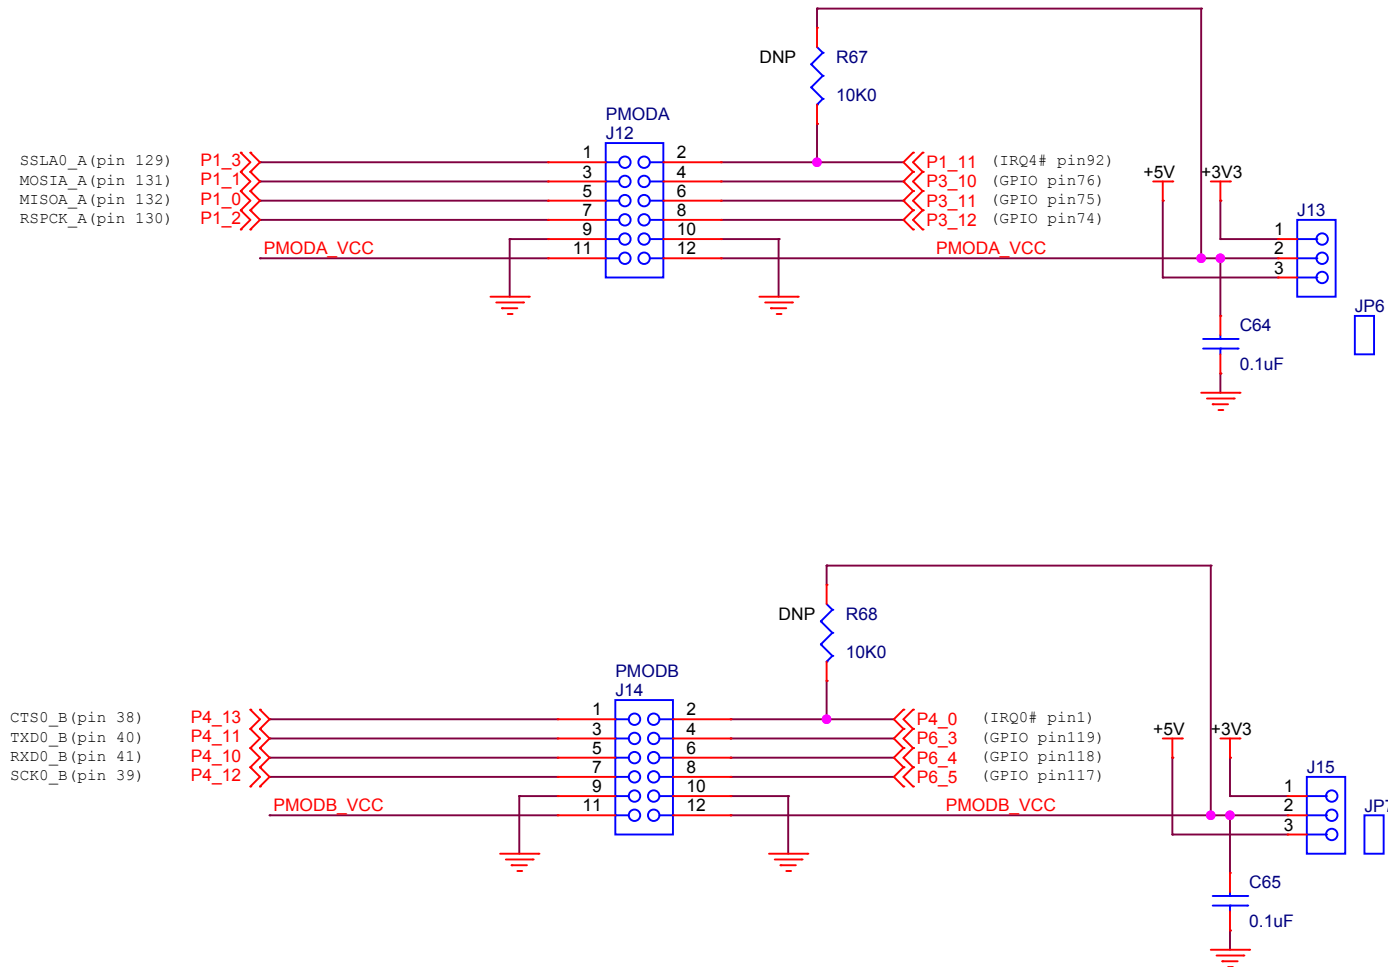 DNP R67
10K0
PMODA
J12
SSLA0_A(pin 129) P1_3 1 2 P1_11 (IRQ4# pin92)
MOSIA_A(pin 131) P1_1 3 4 P3_10 (GPIO pin76)
MISOA_A(pin 132) P1_0 5 6 P3_11 (GPIO pin75)
RSPCK_A(pin 130) P1_2 7 8 P3_12 (GPIO pin74)
9 10
PMODA_VCC 11 12 PMODA_VCC
+5V +3V3
J13
1
2
3
JP6
C64
0.1uF
DNP R68
10K0
PMODB
J14
CTS0_B(pin 38) P4_13 1 2 P4_0 (IRQ0# pin1)
TXD0_B(pin 40) P4_11 3 4 P6_3 (GPIO pin119)
RXD0_B(pin 41) P4_10 5 6 P6_4 (GPIO pin118)
SCK0_B(pin 39) P4_12 7 8 P6_5 (GPIO pin117)
9 10
PMODB_VCC 11 12 PMODB_VCC
+5V +3V3
J15
1
2
3
JP7
C65
0.1uF